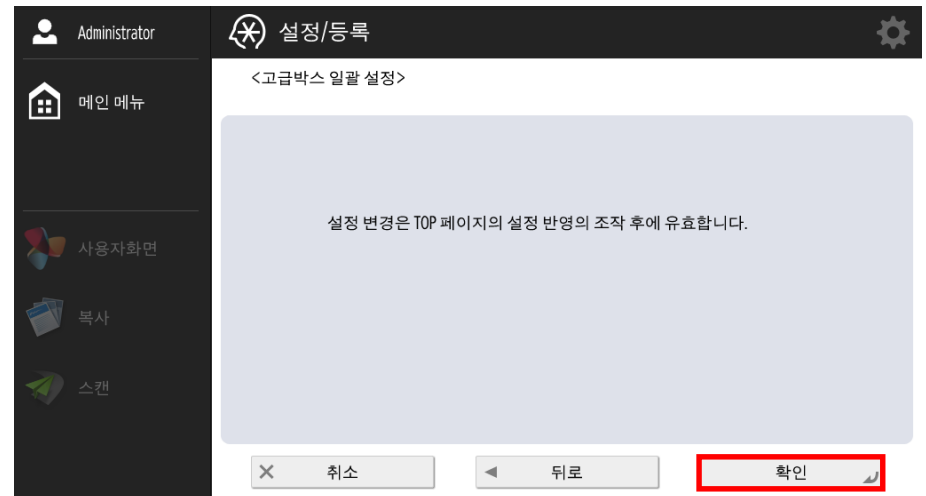 Administrator
설정/등록
<고급박스 일괄 설정>
메인 메뉴
설정 변경은 TOP 페이지의 설정 반영의 조작 후에 유효합니다.
사용자화면
복사
스캔
취소
뒤로
확인